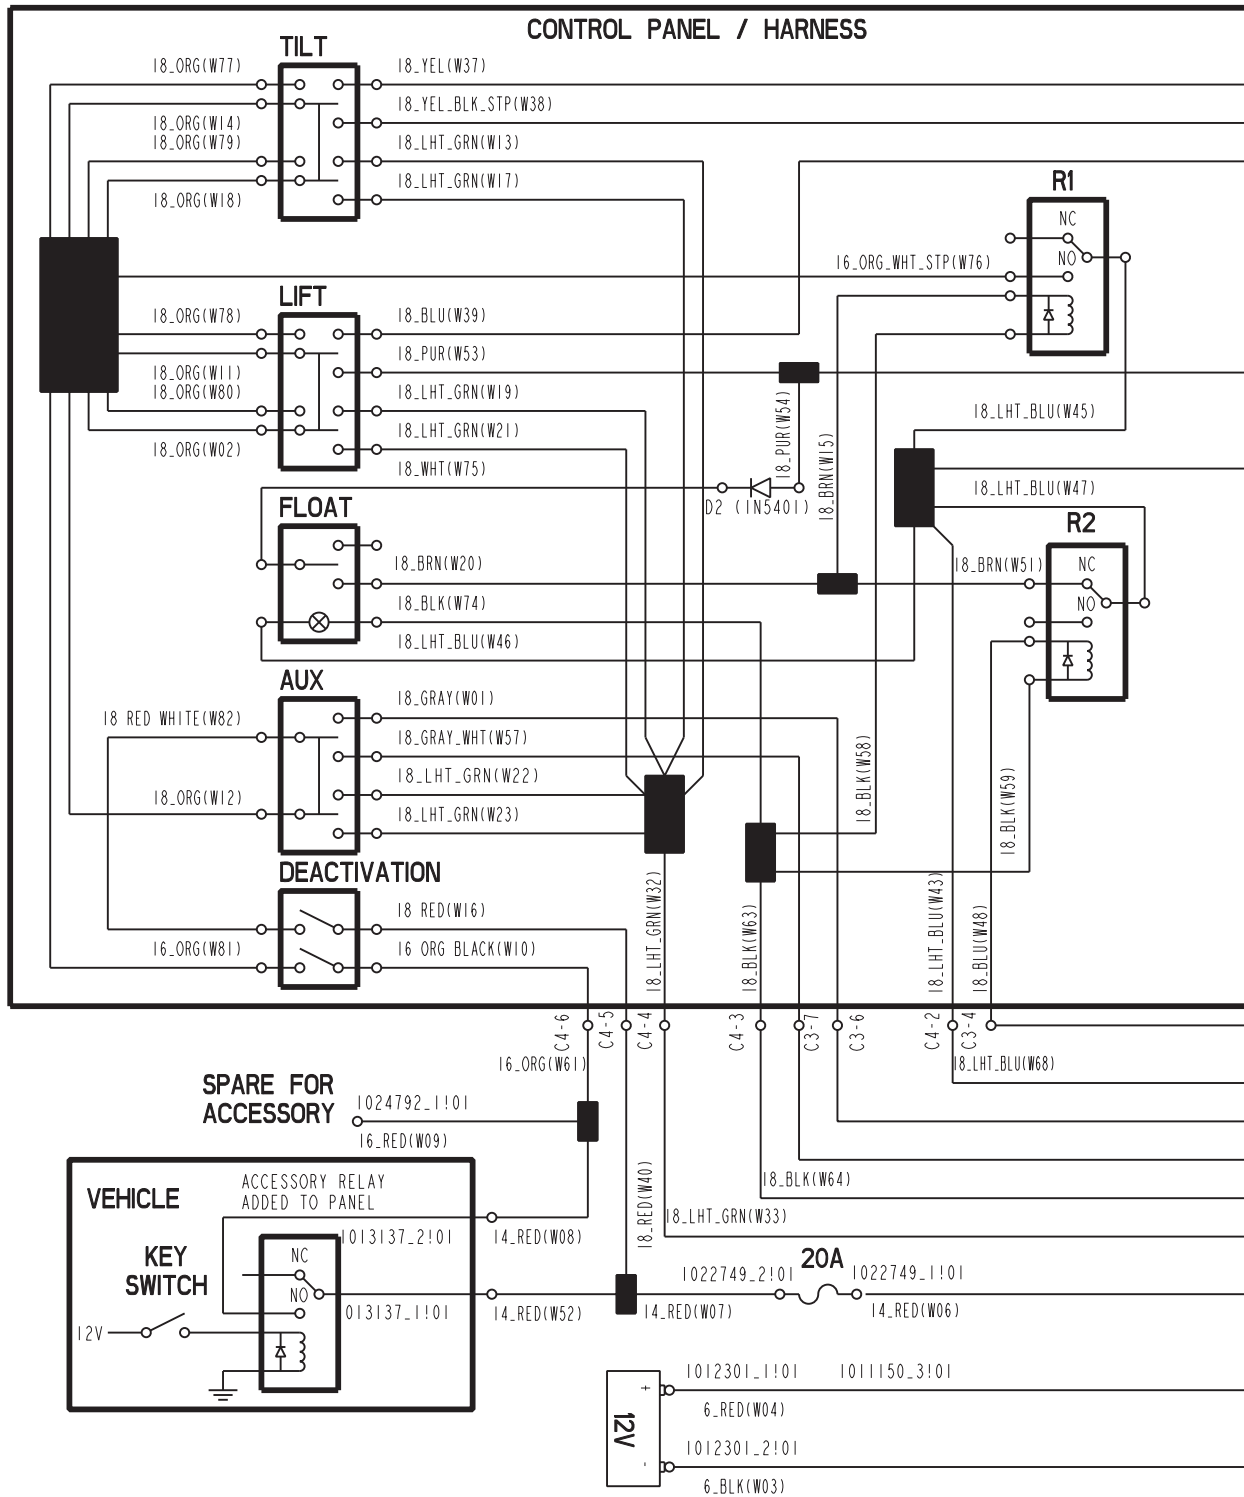 CONTROL PANEL / HARNESS
TILT
18_ORG(W77)
18_YEL(W37)
18_YEL_BLK_STP(W38)
18_ORG(W14)
18_ORG(W79)
18_LHT_GRN(W13)
18_LHT_GRN(W17)
18_ORG(W18)
R1
NC
NO
16_ORG_WHT_STP(W76)
LIFT
18_ORG(W78)
18_BLU(W39)
18_PUR(W53)
18_ORG(W11)
18_ORG(W80)
18_LHT_GRN(W19)
18_LHT_GRN(W21)
18_ORG(W02)
18_WHT(W75)
18_PUR(W54)
18_BRN(W15)
18_LHT_BLU(W45)
18_LHT_BLU(W47)
D2 (1N5401)
FLOAT
R2
18_BRN(W20)
18_BRN(W51)
NC
NO
18_BLK(W74)
18_LHT_BLU(W46)
AUX
18_GRAY(W01)
18 RED WHITE(W82)
18_GRAY_WHT(W57)
18_LHT_GRN(W22)
18_ORG(W12)
18_LHT_GRN(W23)
18_BLK(W58)
18_BLK(W59)
DEACTIVATION
18 RED(W16)
16_ORG(W81)
16 ORG BLACK(W10)
18_LHT_GRN(W32)
18_BLK(W63)
18_LHT_BLU(W43)
18_BLU(W48)
C4-6
C4-5
C4-4
C4-3
C3-7
C3-6
C4-2
C3-4
16_ORG(W61)
18_LHT_BLU(W68)
SPARE FOR
ACCESSORY
1024792_1!01
16_RED(W09)
18_RED(W40)
18_BLK(W64)
18_LHT_GRN(W33)
VEHICLE
ACCESSORY RELAY
ADDED TO PANEL
1013137_2!01
14_RED(W08)
KEY
SWITCH
NC
NO
013137_1!01
14_RED(W52)
12V
20A
1022749_2!01
1022749_1!01
14_RED(W07)
14_RED(W06)
12V
+
-
1012301_1!01
1011150_3!01
6_RED(W04)
1012301_2!01
6_BLK(W03)